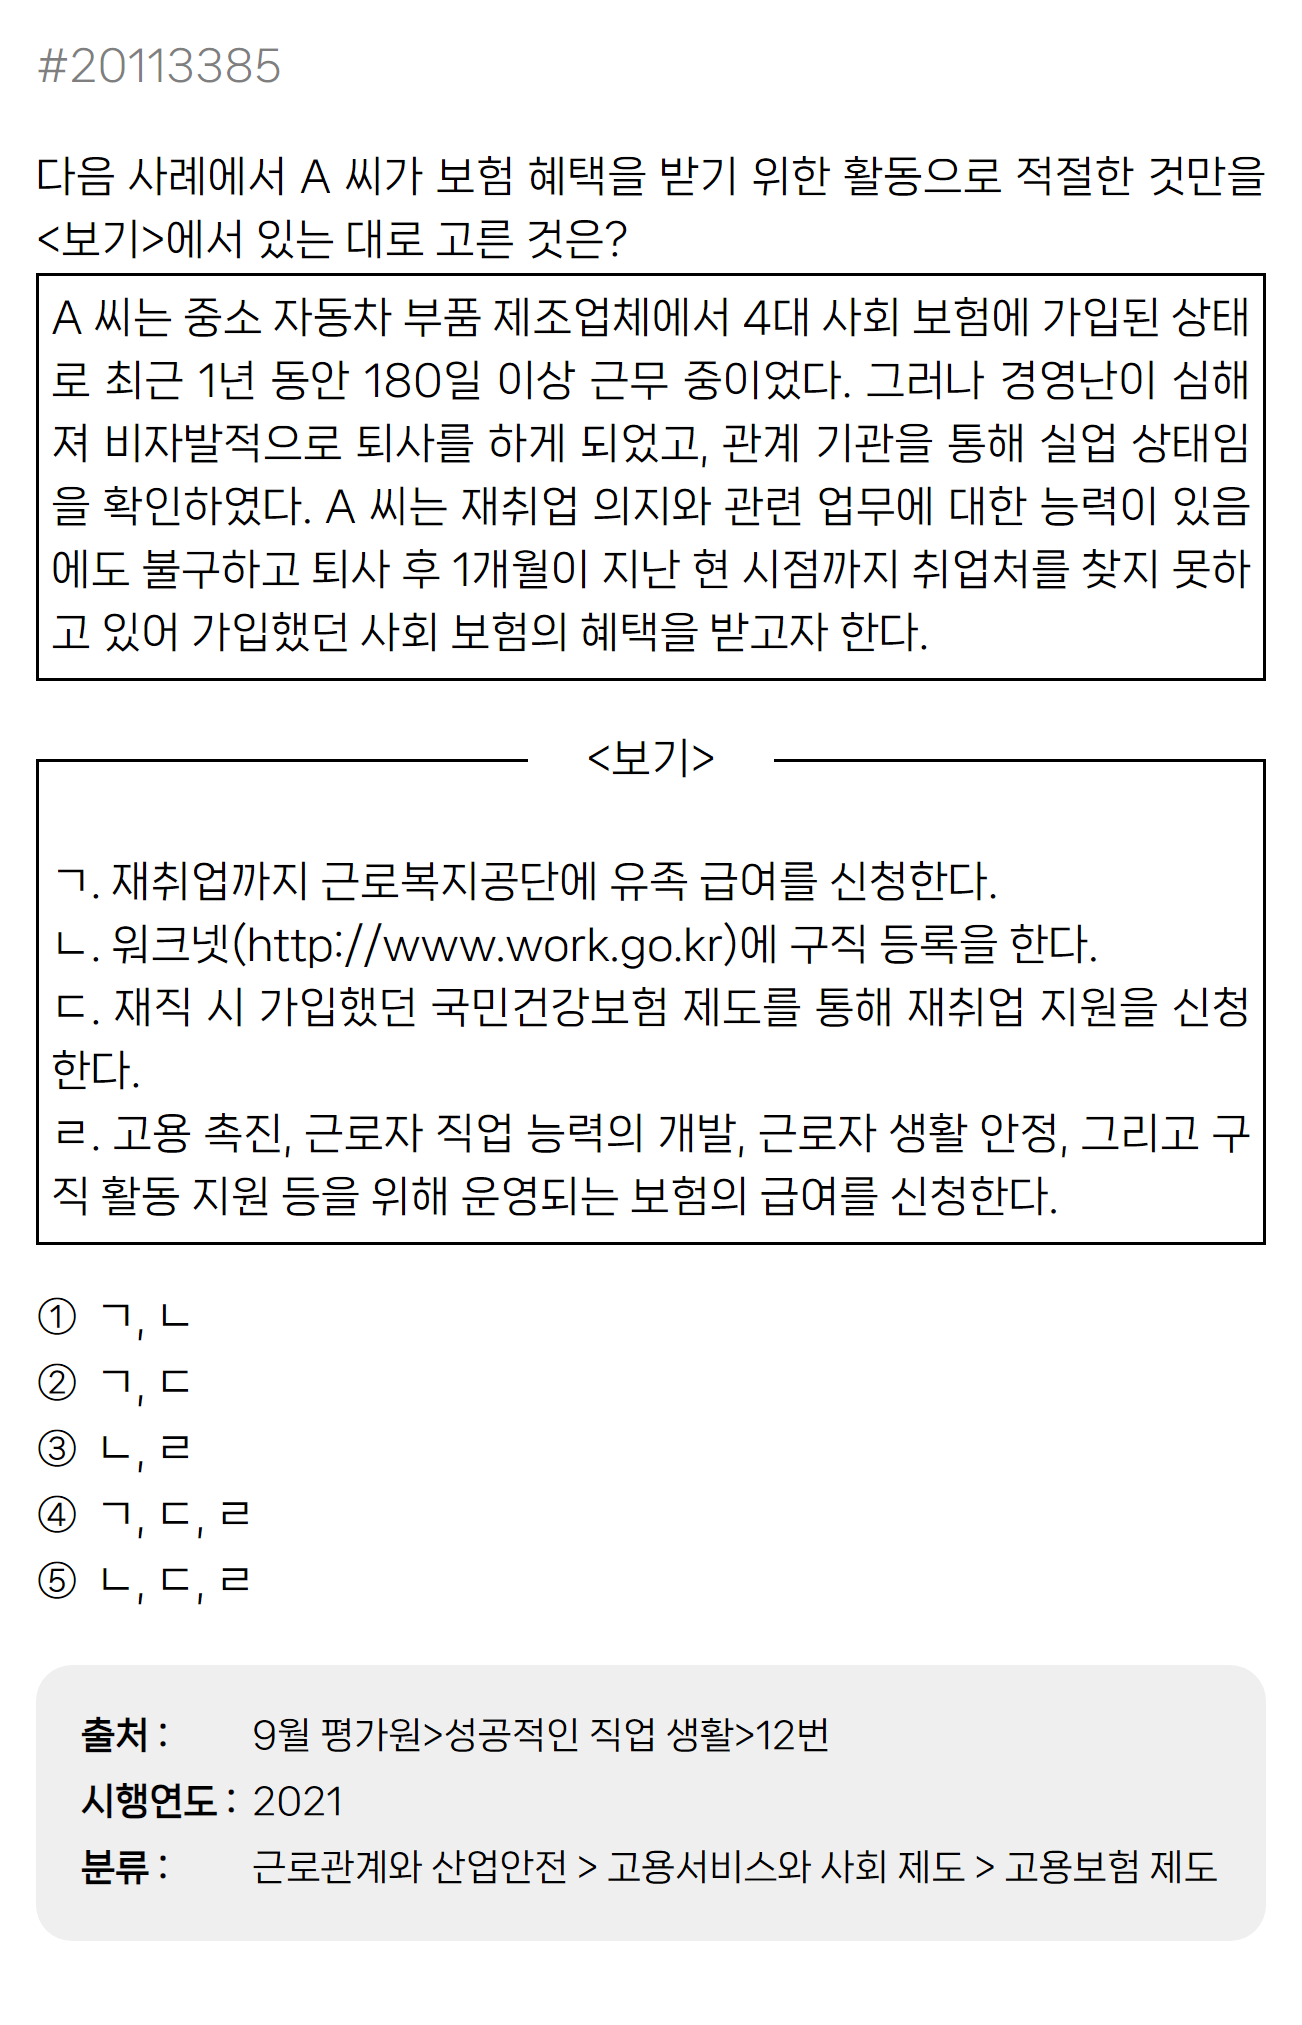 #20113385
다음 사례에서 A 씨가 보험 혜택을 받기 위한 활동으로 적절한 것만을
<보기>에서 있는 대로 고른 것은?
A 씨는 중소 자동차 부품 제조업체에서 4대 사회 보험에 가입된 상태
로 최근 1년 동안 180일 이상 근무 중이었다. 그러나 경영난이 심해
져 비자발적으로 퇴사를 하게 되었고, 관계 기관을 통해 실업 상태임
을 확인하였다. A 씨는 재취업 의지와 관련 업무에 대한 능력이 있음
에도 불구하고 퇴사 후 1개월이 지난 현 시점까지 취업처를 찾지 못하
고 있어 가입했던 사회 보험의 혜택을 받고자 한다.
<보기>
ㄱ. 재취업까지 근로복지공단에 유족 급여를 신청한다.
ㄴ. 워크넷(http://www.work.go.kr)에 구직 등록을 한다.
ㄷ. 재직 시 가입했던 국민건강보험 제도를 통해 재취업 지원을 신청
한다.
ㄹ. 고용 촉진, 근로자 직업 능력의 개발, 근로자 생활 안정, 그리고 구
직 활동 지원 등을 위해 운영되는 보험의 급여를 신청한다.
① ㄱ, ㄴ
② ㄱ, ㄷ
③ ㄴ, ㄹ
④ ㄱ, ㄷ, ㄹ
⑤ ㄴ, ㄷ, ㄹ
출처 : 9월 평가원>성공적인 직업 생활>12번
시행연도 : 2021
분류 : 근로관계와 산업안전 > 고용서비스와 사회 제도 > 고용보험 제도